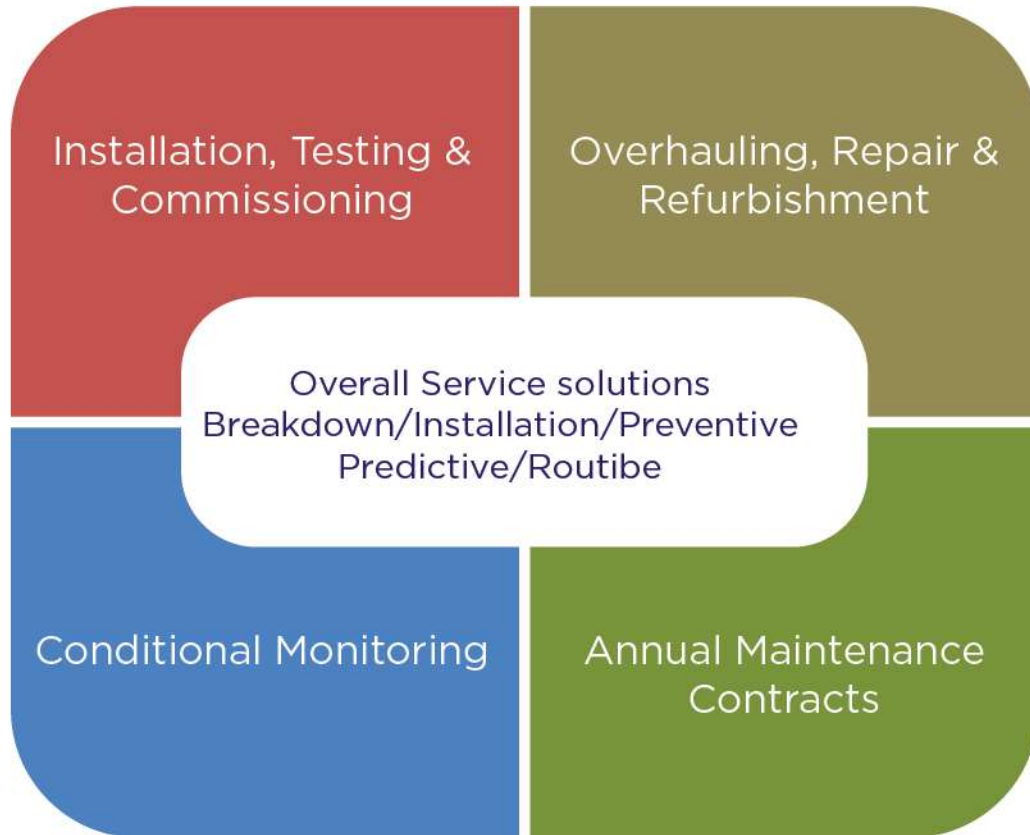 Installation, Testing &
Commissioning
Overhauling, Repair &
Refurbishment
Overall Service solutions
Breakdown/Installation/Preventive
Predictive/Routibe
Conditional Monitoring
Annual Maintenance
Contracts